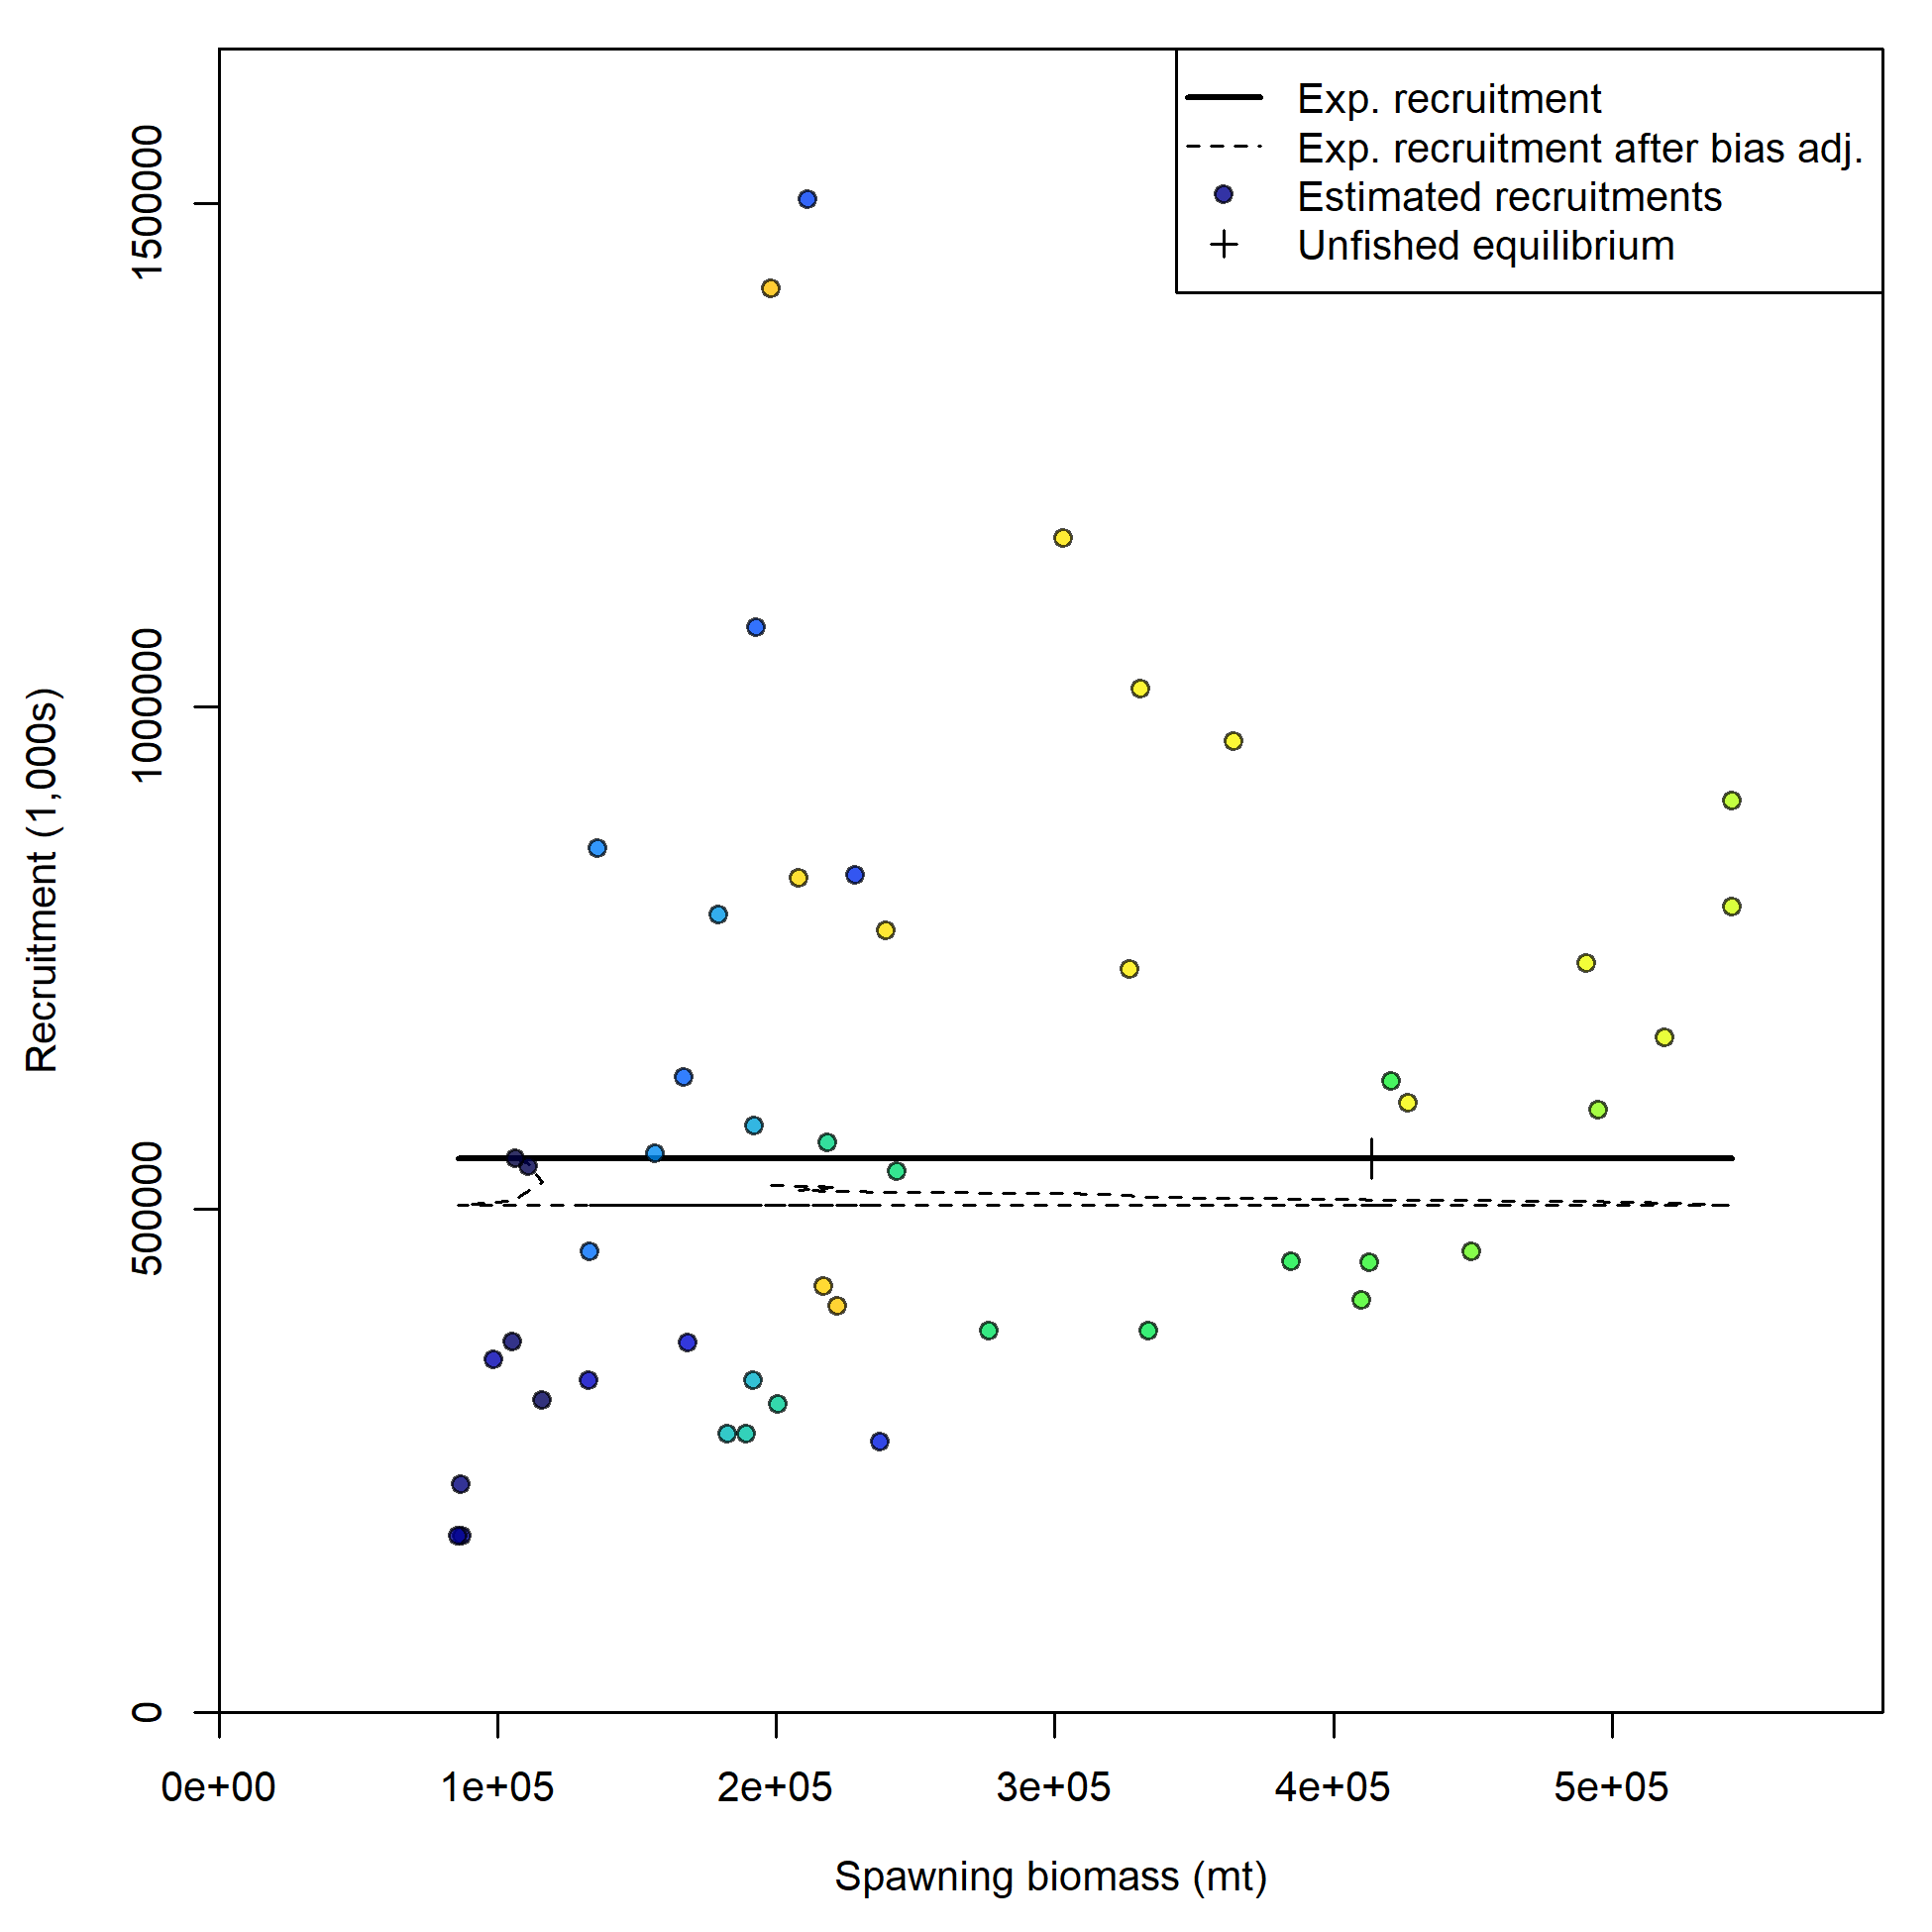 Exp. recruitment
Exp. recruitment after bias adj.
Estimated recruitments
Unfished equilibrium
Recruitment (1,000s)
1500000
1000000
500000
0
0e+00
1e+05
2e+05
3e+05
4e+05
5e+05
Spawning biomass (mt)